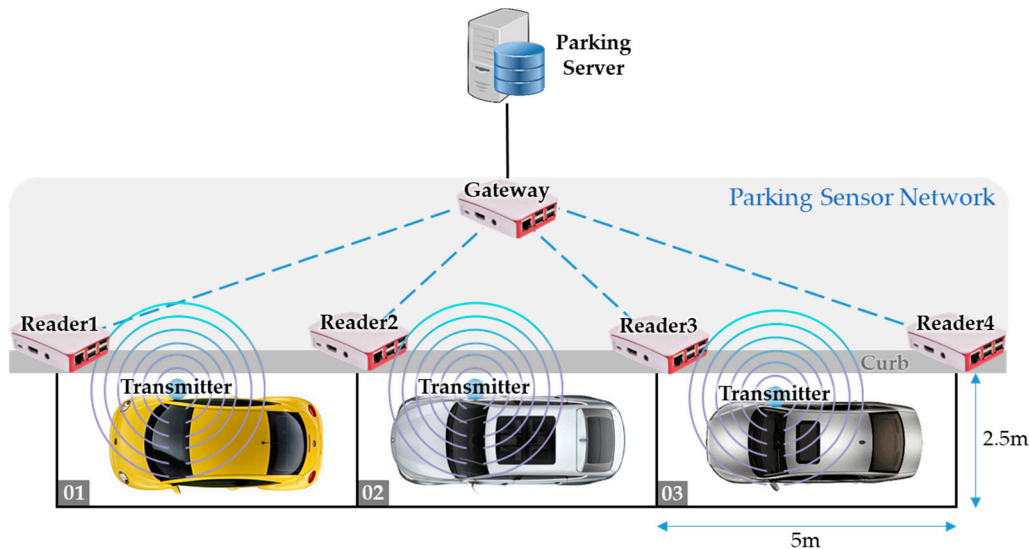 Parking
Server
Gateway
Parking Sensor Network
Reader1
Reader2
Reader3
Reader4
Curb
Transmitter
Transmitter
Transmitter
2.5m
01
02
03
5m